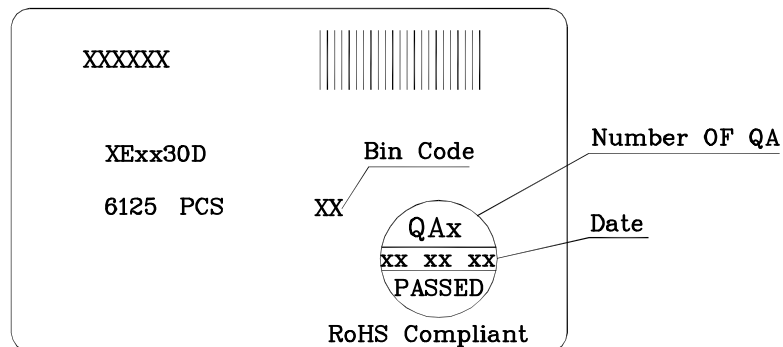 XXXXXX
XExx30D
Bin Code
Number OF QA
6125 PCS
XX
QAx
Date
xx xx xx
PASSED
RoHS Compliant